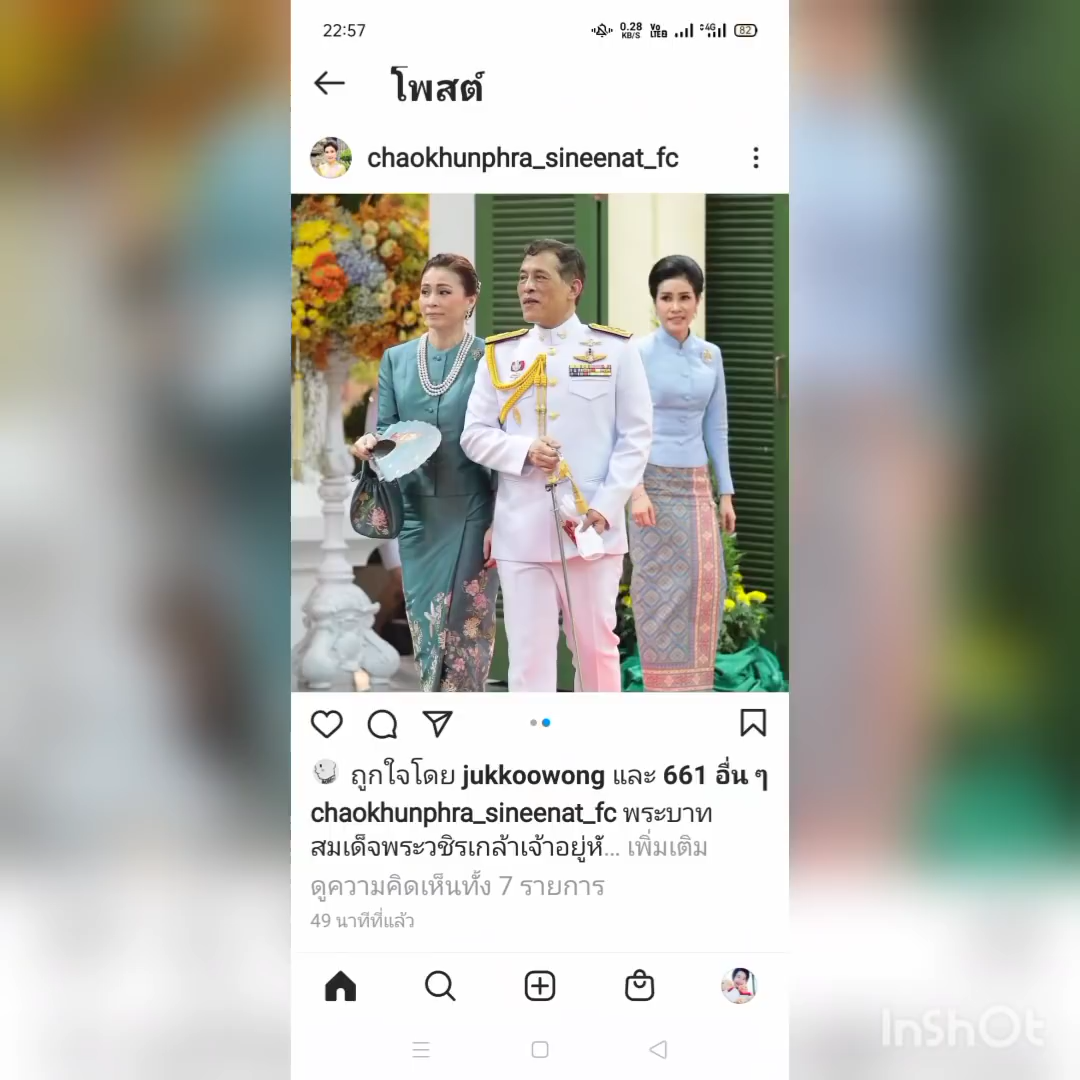 22:57
0.28
KB/S
Vo
LTE2
4G
82
โพสต์
chaokhunphra_sineenat_fc
ถูกใจโดย jukkoowong และ 661 อื่น ๆ
chaokhunphra_sineenat_fc พระบาท
สมเด็จพระวชิรเกล้าเจ้าอยู่หั... เพิ่มเติม
ดูความคิดเห็นทั้ง 7 รายการ
49 นาทีที่แล้ว
InShOt